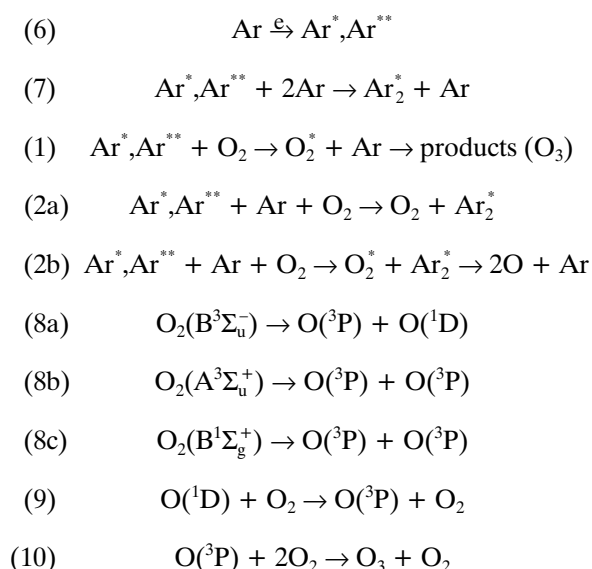 (6) Ar →ᵉ Ar*,Ar**
(7) Ar*,Ar** + 2Ar → Ar₂* + Ar
(1) Ar*,Ar** + O₂ → O₂* + Ar → products (O₃)
(2a) Ar*,Ar** + Ar + O₂ → O₂ + Ar₂*
(2b) Ar*,Ar** + Ar + O₂ → O₂* + Ar₂* → 2O + Ar
(8a) O₂(B³Σᵤ⁻) → O(³P) + O(¹D)
(8b) O₂(A³Σᵤ⁺) → O(³P) + O(³P)
(8c) O₂(B¹Σg⁺) → O(³P) + O(³P)
(9) O(¹D) + O₂ → O(³P) + O₂
(10) O(³P) + 2O₂ → O₃ + O₂